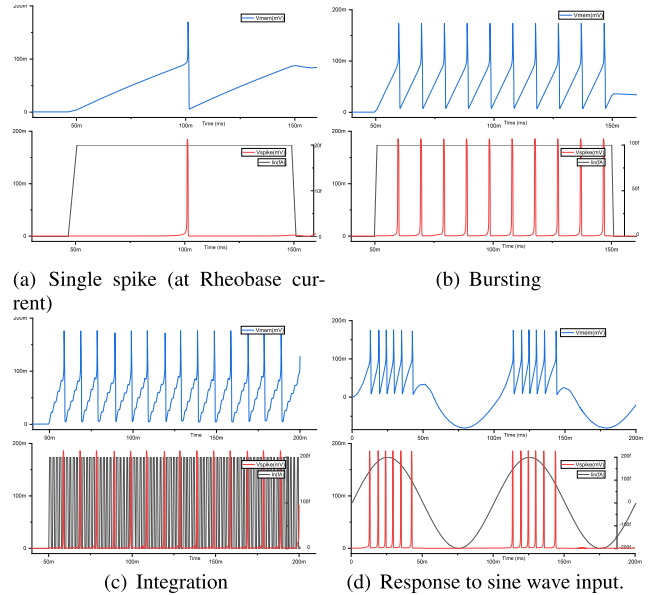 200m
Vmem(mV)
100m
0
50m
100m
150m
Time (ms)
200m
Vspike(mV)
Iin(fA)
20f
100m
10f
0
0
50m
100m
150m
Time (ms)
(a) Single spike (at Rheobase cur-
rent)
200m
Vmem(mV)
100m
0
50m
100m
150m
Time (ms)
200m
Vspike(mV)
Iin(fA)
100f
100m
50f
0
0
50m
100m
150m
Time (ms)
(b) Bursting
200m
Vmem(mV)
100m
0
50m
100m
150m
200m
Time
200m
Vspike(mV)
Iin(fA)
200f
100m
100f
0
0
50m
100m
150m
200m
Time (ms)
(c) Integration
200m
Vmem(mV)
100m
0
-100m
0
50m
100m
150m
200m
Time (ms)
200m
Vspike(mV)
Iin(fA)
200f
100f
100m
0
-100f
0
-200f
0
50m
100m
150m
200m
Time (ms)
(d) Response to sine wave input.